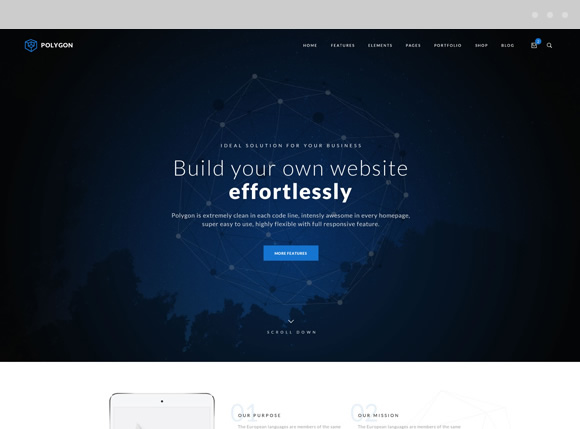 POLYGON
HOME FEATURES ELEMENTS PAGES PORTFOLIO SHOP BLOG
IDEAL SOLUTION FOR YOUR BUSINESS
Build your own website
effortlessly
Polygon is extremely clean in each code line, intensly awesome in every homepage,
super easy to use, highly flexible with full responsive feature.
MORE FEATURES
SCROLL DOWN
01
OUR PURPOSE
The European languages are members of the same
02
OUR MISSION
The European languages are members of the same